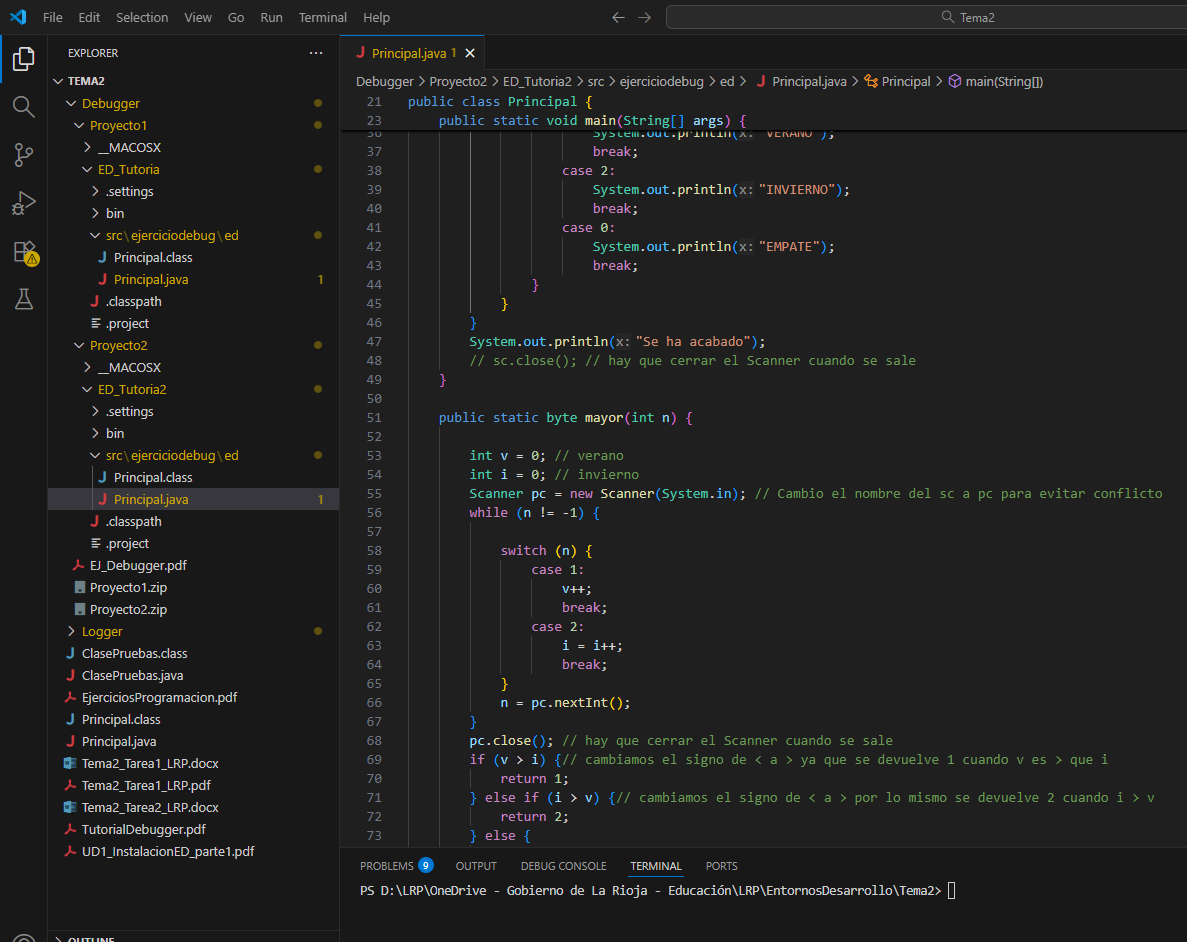 File Edit Selection View Go Run Terminal Help
Tema2
EXPLORER
TEMA2
Debugger
Proyecto1
__MACOSX
ED_Tutoria
.settings
bin
src\ejerciciodebug\ed
Principal.class
Principal.java 1
.classpath
.project
Proyecto2
__MACOSX
ED_Tutoria2
.settings
bin
src\ejerciciodebug\ed
Principal.class
Principal.java 1
.classpath
.project
EJ_Debugger.pdf
Proyecto1.zip
Proyecto2.zip
Logger
ClasePruebas.class
ClasePruebas.java
EjerciciosProgramacion.pdf
Principal.class
Principal.java
Tema2_Tarea1_LRP.docx
Tema2_Tarea1_LRP.pdf
Tema2_Tarea2_LRP.docx
TutorialDebugger.pdf
UD1_InstalacionED_parte1.pdf
OUTLINE
Principal.java 1
Debugger > Proyecto2 > ED_Tutoria2 > src > ejerciciodebug > ed > Principal.java > Principal > main(String[])
21 public class Principal {
23 public static void main(String[] args) {
36 System.out.println(x: "VERANO");
37 break;
38 case 2:
39 System.out.println(x: "INVIERNO");
40 break;
41 case 0:
42 System.out.println(x: "EMPATE");
43 break;
44 }
45 }
46 }
47 System.out.println(x: "Se ha acabado");
48 // sc.close(); // hay que cerrar el Scanner cuando se sale
49 }
50
51 public static byte mayor(int n) {
52
53 int v = 0; // verano
54 int i = 0; // invierno
55 Scanner pc = new Scanner(System.in); // Cambio el nombre del sc a pc para evitar conflicto
56 while (n != -1) {
57
58 switch (n) {
59 case 1:
60 v++;
61 break;
62 case 2:
63 i = i++;
64 break;
65 }
66 n = pc.nextInt();
67 }
68 pc.close(); // hay que cerrar el Scanner cuando se sale
69 if (v > i) {// cambiamos el signo de < a > ya que se devuelve 1 cuando v es > que i
70 return 1;
71 } else if (i > v) {// cambiamos el signo de < a > por lo mismo se devuelve 2 cuando i > v
72 return 2;
73 } else {
PROBLEMS 9 OUTPUT DEBUG CONSOLE TERMINAL PORTS
PS D:\LRP\OneDrive - Gobierno de La Rioja - Educación\LRP\EntornosDesarrollo\Tema2>